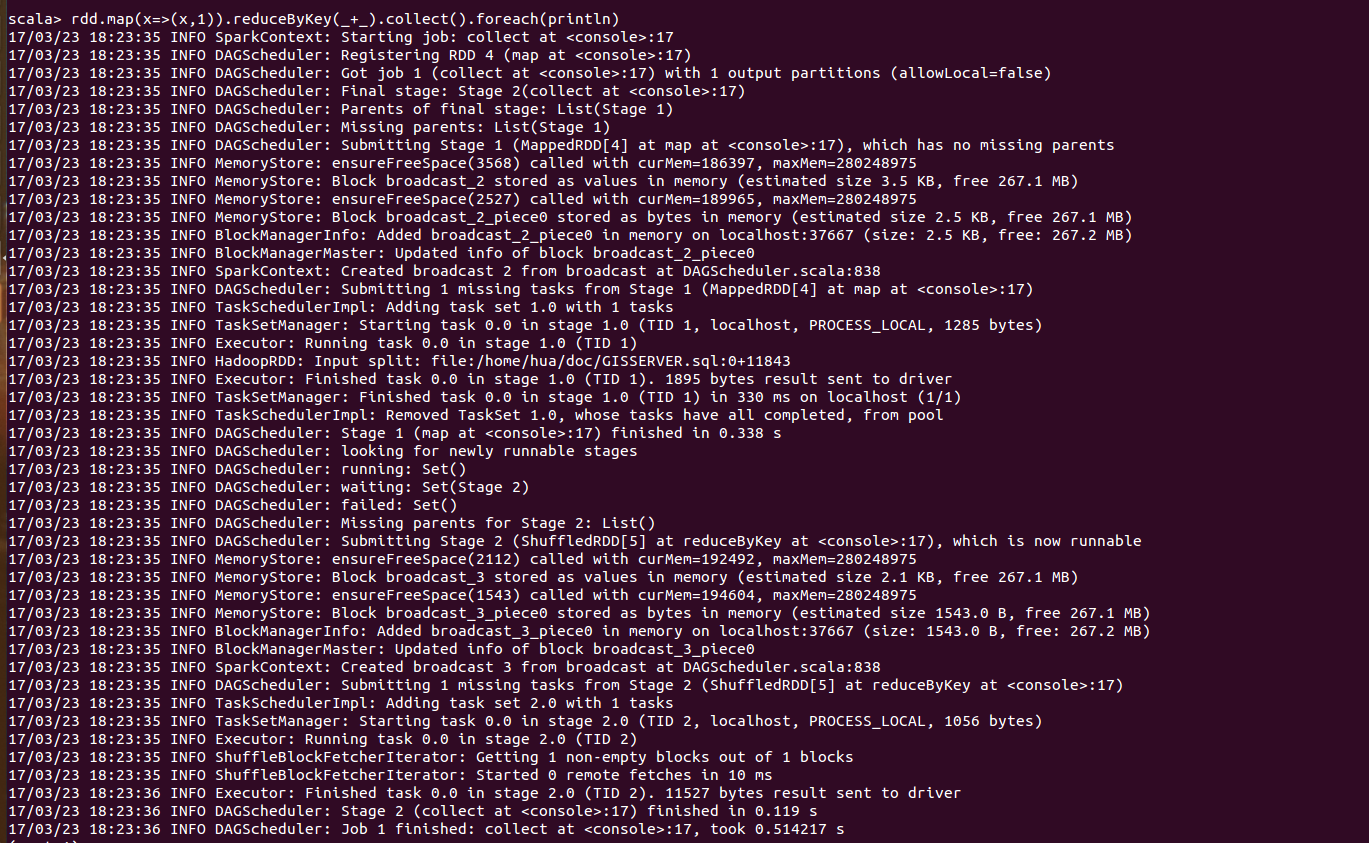 scala> rdd.map(x=>(x,1)).reduceByKey(_+_).collect().foreach(println)
17/03/23 18:23:35 INFO SparkContext: Starting job: collect at <console>:17
17/03/23 18:23:35 INFO DAGScheduler: Registering RDD 4 (map at <console>:17)
17/03/23 18:23:35 INFO DAGScheduler: Got job 1 (collect at <console>:17) with 1 output partitions (allowLocal=false)
17/03/23 18:23:35 INFO DAGScheduler: Final stage: Stage 2(collect at <console>:17)
17/03/23 18:23:35 INFO DAGScheduler: Parents of final stage: List(Stage 1)
17/03/23 18:23:35 INFO DAGScheduler: Missing parents: List(Stage 1)
17/03/23 18:23:35 INFO DAGScheduler: Submitting Stage 1 (MappedRDD[4] at map at <console>:17), which has no missing parents
17/03/23 18:23:35 INFO MemoryStore: ensureFreeSpace(3568) called with curMem=186397, maxMem=280248975
17/03/23 18:23:35 INFO MemoryStore: Block broadcast_2 stored as values in memory (estimated size 3.5 KB, free 267.1 MB)
17/03/23 18:23:35 INFO MemoryStore: ensureFreeSpace(2527) called with curMem=189965, maxMem=280248975
17/03/23 18:23:35 INFO MemoryStore: Block broadcast_2_piece0 stored as bytes in memory (estimated size 2.5 KB, free 267.1 MB)
17/03/23 18:23:35 INFO BlockManagerInfo: Added broadcast_2_piece0 in memory on localhost:37667 (size: 2.5 KB, free: 267.2 MB)
17/03/23 18:23:35 INFO BlockManagerMaster: Updated info of block broadcast_2_piece0
17/03/23 18:23:35 INFO SparkContext: Created broadcast 2 from broadcast at DAGScheduler.scala:838
17/03/23 18:23:35 INFO DAGScheduler: Submitting 1 missing tasks from Stage 1 (MappedRDD[4] at map at <console>:17)
17/03/23 18:23:35 INFO TaskSchedulerImpl: Adding task set 1.0 with 1 tasks
17/03/23 18:23:35 INFO TaskSetManager: Starting task 0.0 in stage 1.0 (TID 1, localhost, PROCESS_LOCAL, 1285 bytes)
17/03/23 18:23:35 INFO Executor: Running task 0.0 in stage 1.0 (TID 1)
17/03/23 18:23:35 INFO HadoopRDD: Input split: file:/home/hua/doc/GISSERVER.sql:0+11843
17/03/23 18:23:35 INFO Executor: Finished task 0.0 in stage 1.0 (TID 1). 1895 bytes result sent to driver
17/03/23 18:23:35 INFO TaskSetManager: Finished task 0.0 in stage 1.0 (TID 1) in 330 ms on localhost (1/1)
17/03/23 18:23:35 INFO TaskSchedulerImpl: Removed TaskSet 1.0, whose tasks have all completed, from pool
17/03/23 18:23:35 INFO DAGScheduler: Stage 1 (map at <console>:17) finished in 0.338 s
17/03/23 18:23:35 INFO DAGScheduler: looking for newly runnable stages
17/03/23 18:23:35 INFO DAGScheduler: running: Set()
17/03/23 18:23:35 INFO DAGScheduler: waiting: Set(Stage 2)
17/03/23 18:23:35 INFO DAGScheduler: failed: Set()
17/03/23 18:23:35 INFO DAGScheduler: Missing parents for Stage 2: List()
17/03/23 18:23:35 INFO DAGScheduler: Submitting Stage 2 (ShuffledRDD[5] at reduceByKey at <console>:17), which is now runnable
17/03/23 18:23:35 INFO MemoryStore: ensureFreeSpace(2112) called with curMem=192492, maxMem=280248975
17/03/23 18:23:35 INFO MemoryStore: Block broadcast_3 stored as values in memory (estimated size 2.1 KB, free 267.1 MB)
17/03/23 18:23:35 INFO MemoryStore: ensureFreeSpace(1543) called with curMem=194604, maxMem=280248975
17/03/23 18:23:35 INFO MemoryStore: Block broadcast_3_piece0 stored as bytes in memory (estimated size 1543.0 B, free 267.1 MB)
17/03/23 18:23:35 INFO BlockManagerInfo: Added broadcast_3_piece0 in memory on localhost:37667 (size: 1543.0 B, free: 267.2 MB)
17/03/23 18:23:35 INFO BlockManagerMaster: Updated info of block broadcast_3_piece0
17/03/23 18:23:35 INFO SparkContext: Created broadcast 3 from broadcast at DAGScheduler.scala:838
17/03/23 18:23:35 INFO DAGScheduler: Submitting 1 missing tasks from Stage 2 (ShuffledRDD[5] at reduceByKey at <console>:17)
17/03/23 18:23:35 INFO TaskSchedulerImpl: Adding task set 2.0 with 1 tasks
17/03/23 18:23:35 INFO TaskSetManager: Starting task 0.0 in stage 2.0 (TID 2, localhost, PROCESS_LOCAL, 1056 bytes)
17/03/23 18:23:35 INFO Executor: Running task 0.0 in stage 2.0 (TID 2)
17/03/23 18:23:35 INFO ShuffleBlockFetcherIterator: Getting 1 non-empty blocks out of 1 blocks
17/03/23 18:23:35 INFO ShuffleBlockFetcherIterator: Started 0 remote fetches in 10 ms
17/03/23 18:23:36 INFO Executor: Finished task 0.0 in stage 2.0 (TID 2). 11527 bytes result sent to driver
17/03/23 18:23:36 INFO DAGScheduler: Stage 2 (collect at <console>:17) finished in 0.119 s
17/03/23 18:23:36 INFO DAGScheduler: Job 1 finished: collect at <console>:17, took 0.514217 s